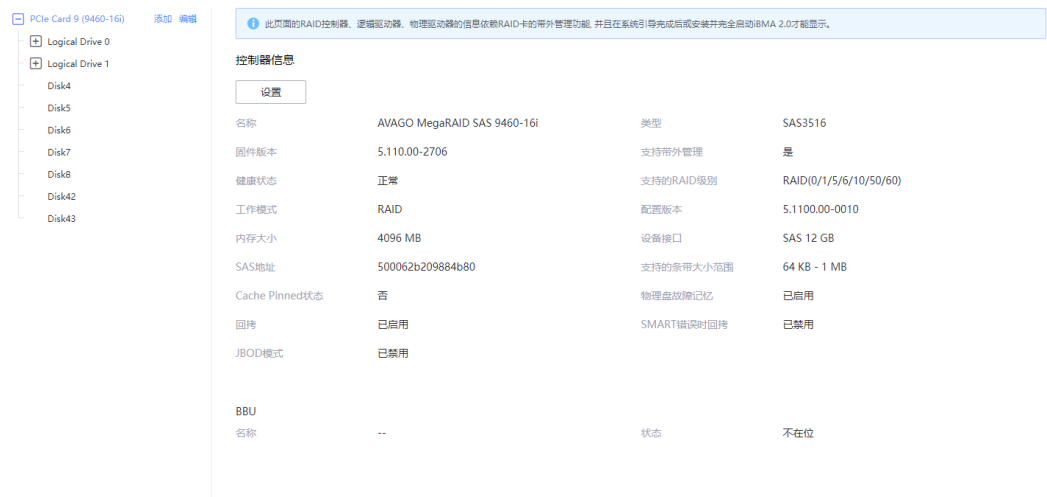 PCIe Card 9 (9460-16i) 添加 编辑
Logical Drive 0
Logical Drive 1
Disk4
Disk5
Disk6
Disk7
Disk8
Disk42
Disk43
此页面的RAID控制器、逻辑驱动器、物理驱动器的信息依赖RAID卡的带外管理功能, 并且在系统引导完成后或安装并完全启动iBMA 2.0才能显示。
控制器信息
设置
名称 AVAGO MegaRAID SAS 9460-16i 类型 SAS3516
固件版本 5.110.00-2706 支持带外管理 是
健康状态 正常 支持的RAID级别 RAID(0/1/5/6/10/50/60)
工作模式 RAID 配置版本 5.1100.00-0010
内存大小 4096 MB 设备接口 SAS 12 GB
SAS地址 500062b209884b80 支持的条带大小范围 64 KB - 1 MB
Cache Pinned状态 否 物理盘故障记忆 已启用
回拷 已启用 SMART错误时回拷 已禁用
JBOD模式 已禁用
BBU
名称 -- 状态 不在位